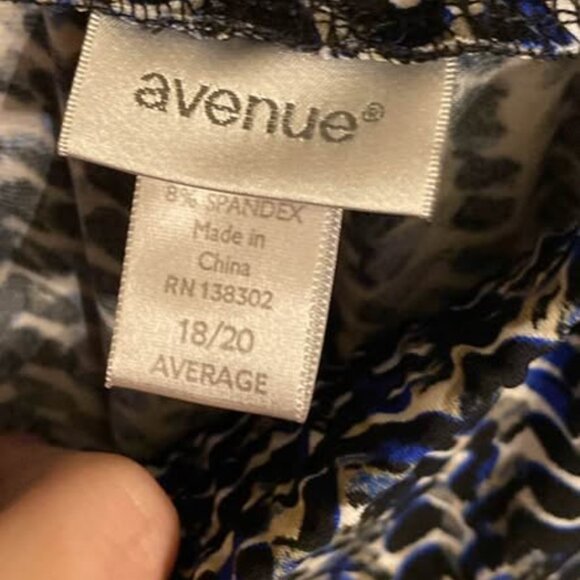 avenue®
8% SPANDEX
Made in
China
RN 138302
18/20
AVERAGE